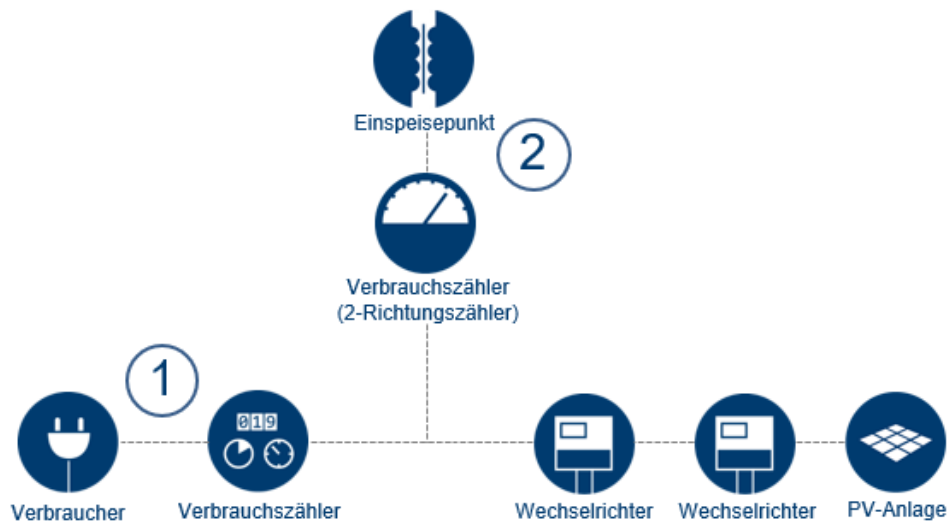 Einspeisepunkt
2
Verbrauchszähler
(2-Richtungszähler)
1
019
Verbraucher
Verbrauchszähler
Wechselrichter
Wechselrichter
PV-Anlage